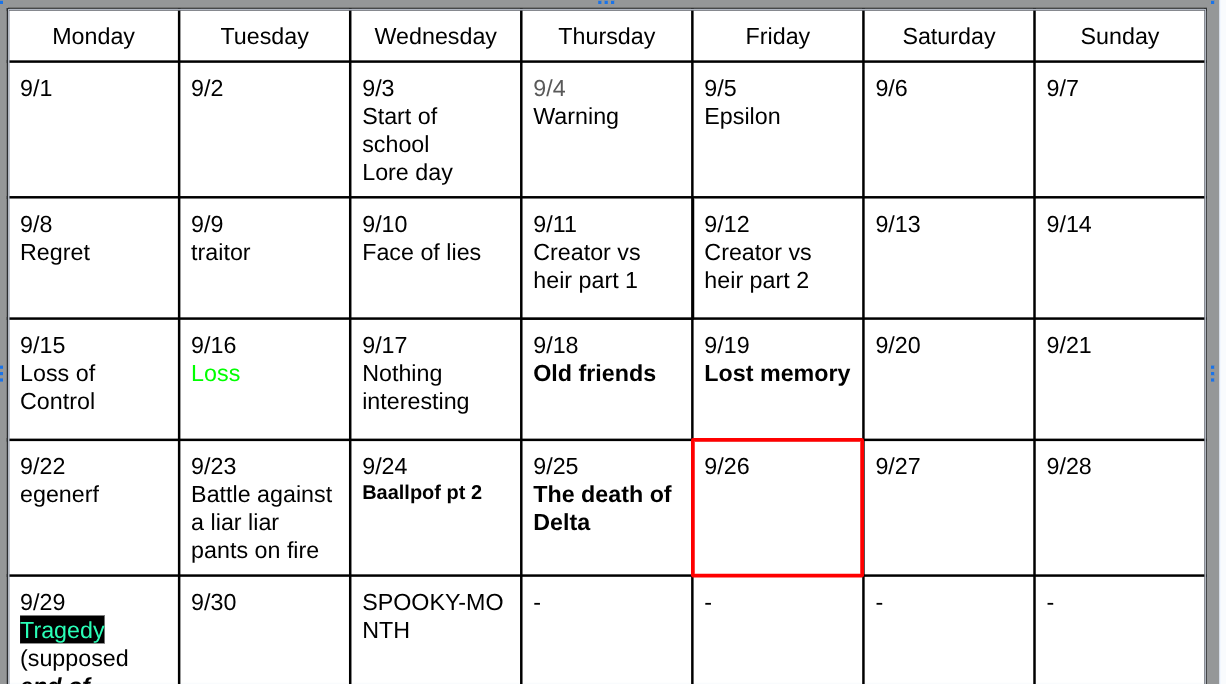 Monday Tuesday Wednesday Thursday Friday Saturday Sunday
9/1
9/2
9/3
Start of
school
Lore day
9/4
Warning
9/5
Epsilon
9/6
9/7
9/8
Regret
9/9
traitor
9/10
Face of lies
9/11
Creator vs
heir part 1
9/12
Creator vs
heir part 2
9/13
9/14
9/15
Loss of
Control
9/16
Loss
9/17
Nothing
interesting
9/18
Old friends
9/19
Lost memory
9/20
9/21
9/22
egenerf
9/23
Battle against
a liar liar
pants on fire
9/24
Baallpof pt 2
9/25
The death of
Delta
9/26
9/27
9/28
9/29
Tragedy
(supposed
end of
9/30
SPOOKY-MO
NTH
-
-
-
-